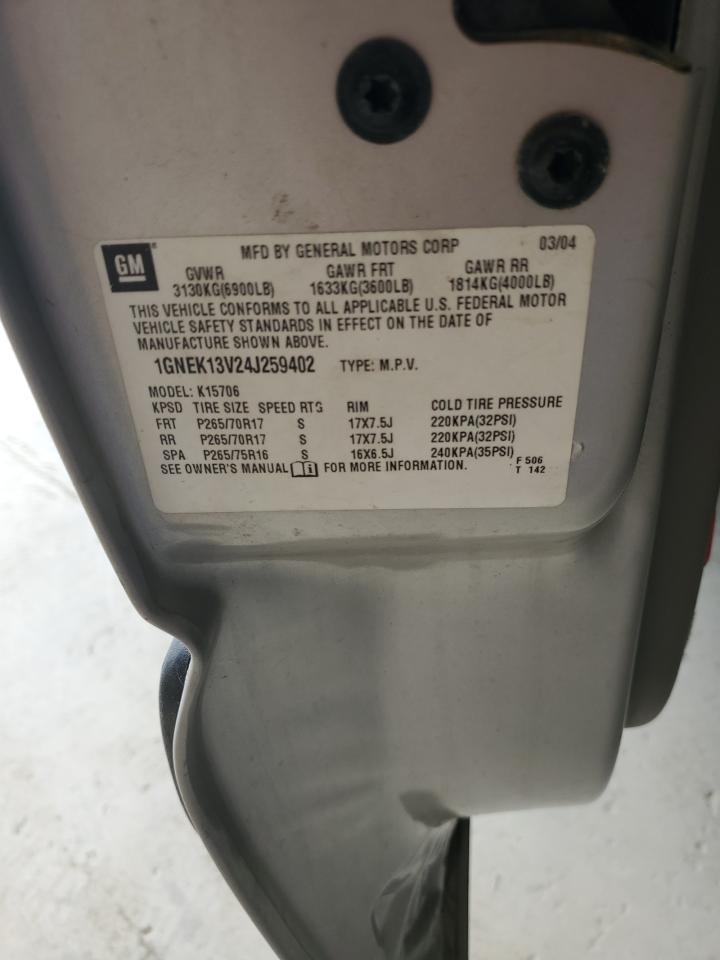 GM
MFD BY GENERAL MOTORS CORP 03/04
GVWR GAWR FRT GAWR RR
3130KG(6900LB) 1633KG(3600LB) 1814KG(4000LB)
THIS VEHICLE CONFORMS TO ALL APPLICABLE U.S. FEDERAL MOTOR
VEHICLE SAFETY STANDARDS IN EFFECT ON THE DATE OF
MANUFACTURE SHOWN ABOVE.
1GNEK13V24J259402 TYPE: M.P.V.
MODEL: K15706
KPSD TIRE SIZE SPEED RTG RIM COLD TIRE PRESSURE
FRT P265/70R17 S 17X7.5J 220KPA(32PSI)
RR P265/70R17 S 17X7.5J 220KPA(32PSI)
SPA P265/75R16 S 16X6.5J 240KPA(35PSI)
SEE OWNER'S MANUAL FOR MORE INFORMATION. F 506
T 142